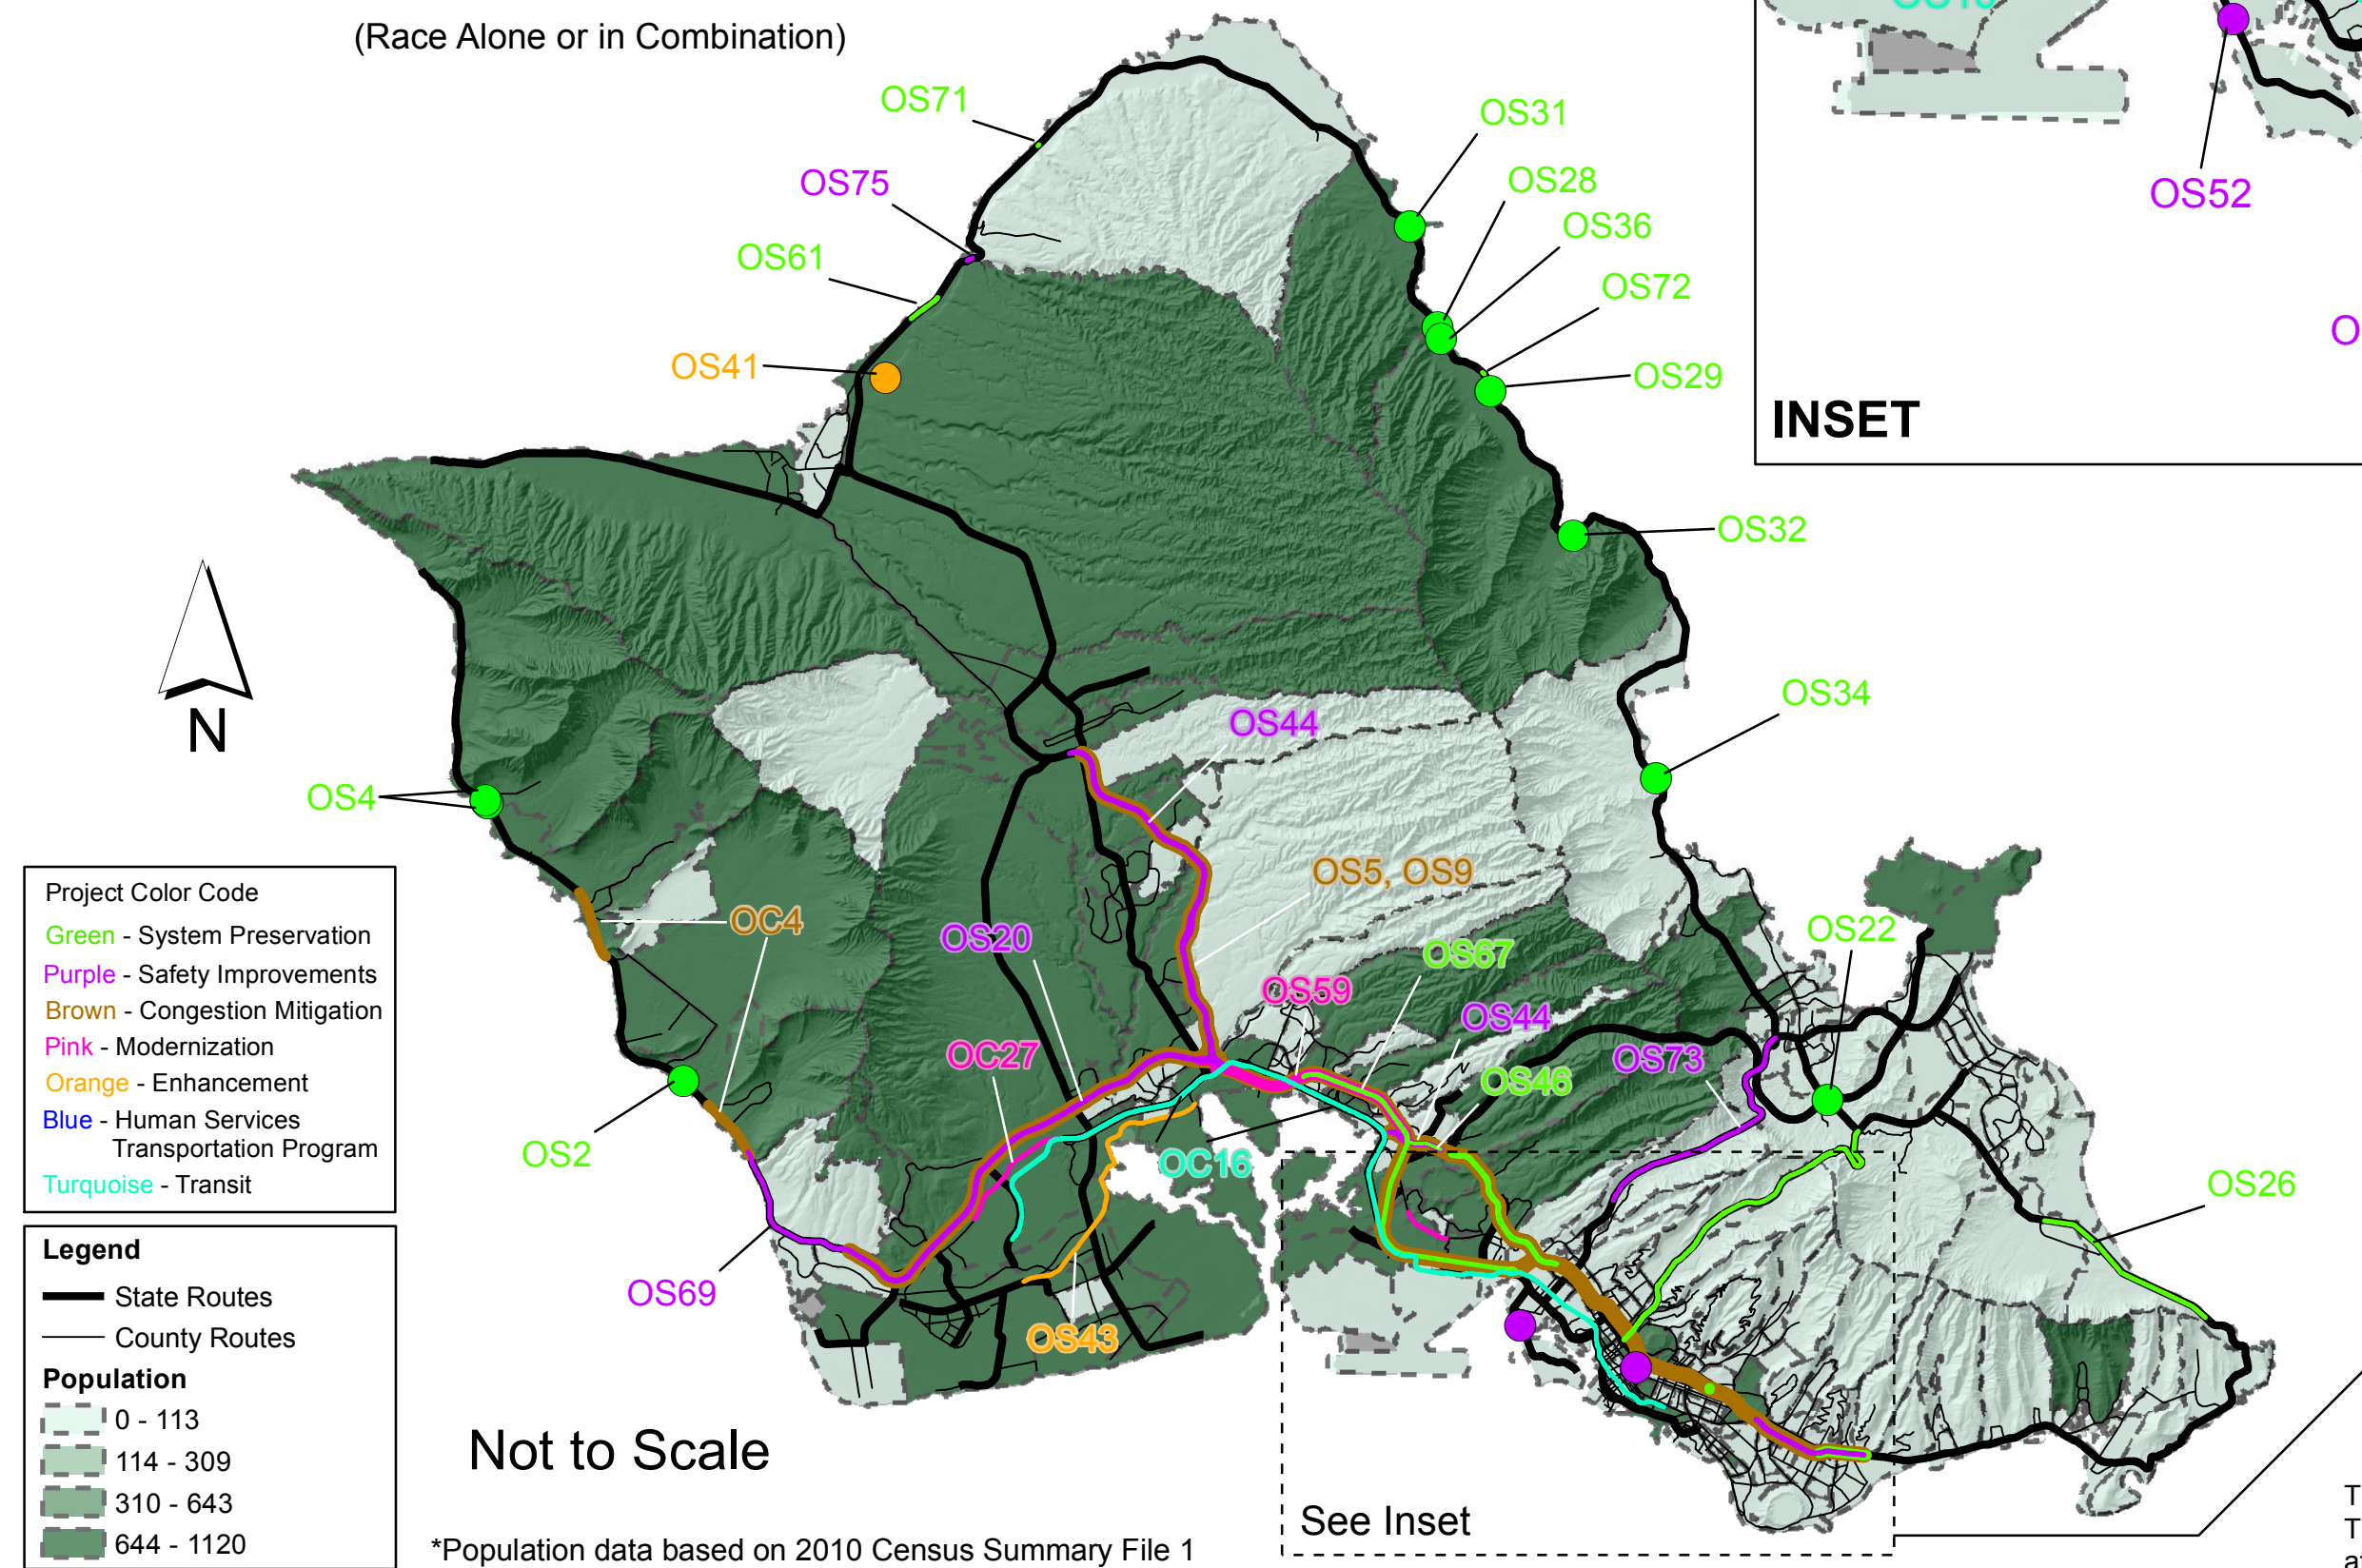 (Race Alone or in Combination)
OS71
OS75
OS61
OS41
OS31
OS28
OS36
OS72
OS29
OS32
OS34
OS52
INSET
N
OS4
OS44
OS5, OS9
OC4
OS20
OS67
OS59
OS44
OC27
OS46
OS73
OS22
OC16
OS2
OS26
OS69
OS43
Project Color Code
Green - System Preservation
Purple - Safety Improvements
Brown - Congestion Mitigation
Pink - Modernization
Orange - Enhancement
Blue - Human Services
Transportation Program
Turquoise - Transit
Legend
State Routes
County Routes
Population
0 - 113
114 - 309
310 - 643
644 - 1120
Not to Scale
See Inset
*Population data based on 2010 Census Summary File 1